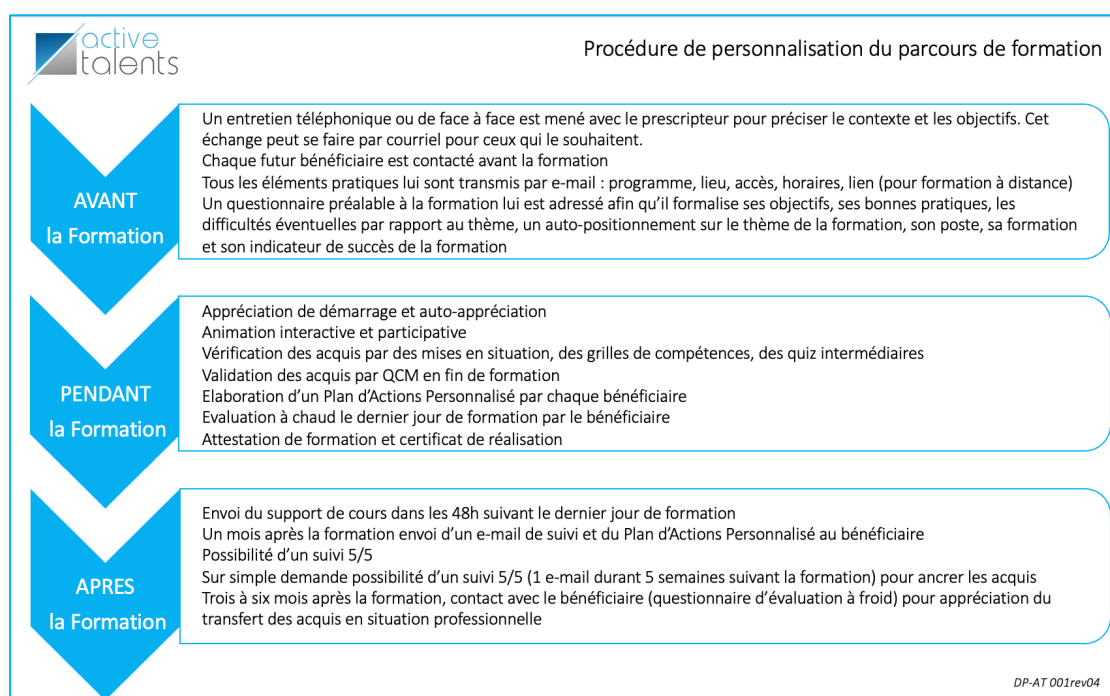 active
talents
Procédure de personnalisation du parcours de formation
AVANT
la Formation
Un entretien téléphonique ou de face à face est mené avec le prescripteur pour préciser le contexte et les objectifs. Cet
échange peut se faire par courriel pour ceux qui le souhaitent.
Chaque futur bénéficiaire est contacté avant la formation
Tous les éléments pratiques lui sont transmis par e-mail : programme, lieu, accès, horaires, lien (pour formation à distance)
Un questionnaire préalable à la formation lui est adressé afin qu'il formalise ses objectifs, ses bonnes pratiques, les
difficultés éventuelles par rapport au thème, un auto-positionnement sur le thème de la formation, son poste, sa formation
et son indicateur de succès de la formation
PENDANT
la Formation
Appréciation de démarrage et auto-appréciation
Animation interactive et participative
Vérification des acquis par des mises en situation, des grilles de compétences, des quiz intermédiaires
Validation des acquis par QCM en fin de formation
Elaboration d'un Plan d'Actions Personnalisé par chaque bénéficiaire
Evaluation à chaud le dernier jour de formation par le bénéficiaire
Attestation de formation et certificat de réalisation
APRES
la Formation
Envoi du support de cours dans les 48h suivant le dernier jour de formation
Un mois après la formation envoi d'un e-mail de suivi et du Plan d'Actions Personnalisé au bénéficiaire
Possibilité d'un suivi 5/5
Sur simple demande possibilité d'un suivi 5/5 (1 e-mail durant 5 semaines suivant la formation) pour ancrer les acquis
Trois à six mois après la formation, contact avec le bénéficiaire (questionnaire d'évaluation à froid) pour appréciation du
transfert des acquis en situation professionnelle
DP-AT 001rev04